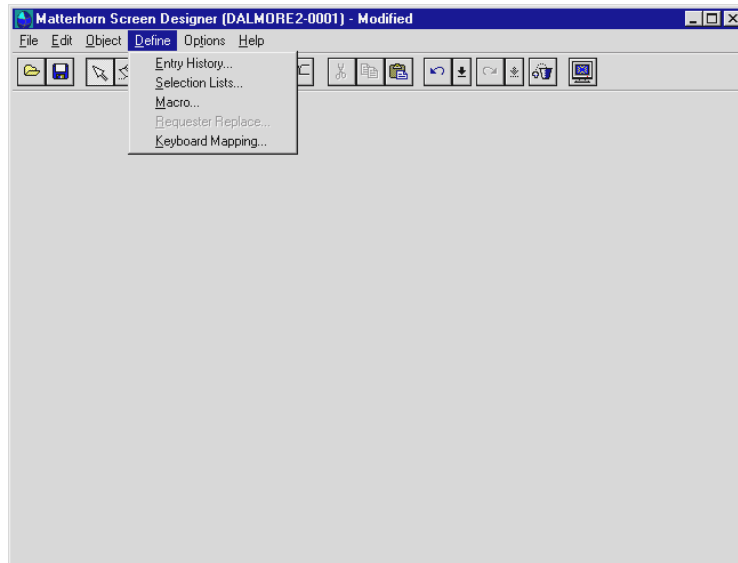 Matterhorn Screen Designer (DALMORE2-0001) - Modified
File Edit Object Define Options Help
Entry History...
Selection Lists...
Macro...
Requester Replace...
Keyboard Mapping...